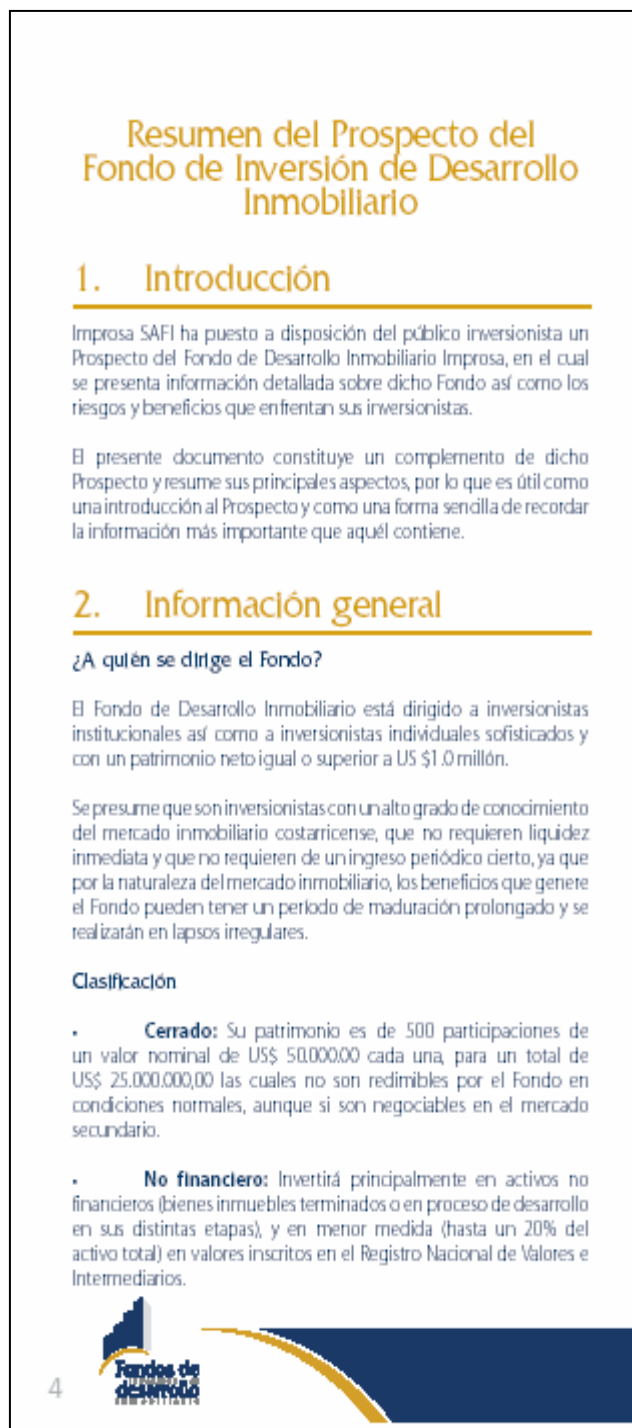 Resumen del Prospecto del
Fondo de Inversión de Desarrollo
Inmobiliario
1. Introducción
Improsa SAFI ha puesto a disposición del público inversionista un
Prospecto del Fondo de Desarrollo Inmobiliario Improsa, en el cual
se presenta información detallada sobre dicho Fondo así como los
riesgos y beneficios que enfrentan sus inversionistas.
El presente documento constituye un complemento de dicho
Prospecto y resume sus principales aspectos, por lo que es útil como
una introducción al Prospecto y como una forma sencilla de recordar
la información más importante que aquél contiene.
2. Información general
¿A quién se dirige el Fondo?
El Fondo de Desarrollo Inmobiliario está dirigido a inversionistas
institucionales así como a inversionistas individuales sofisticados y
con un patrimonio neto igual o superior a US $1.0 millón.
Se presume que son inversionistas con un alto grado de conocimiento
del mercado inmobiliario costarricense, que no requieren liquidez
inmediata y que no requieren de un ingreso periódico cierto, ya que
por la naturaleza del mercado inmobiliario, los beneficios que genere
el Fondo pueden tener un período de maduración prolongado y se
realizarán en lapsos irregulares.
Clasificación
• Cerrado: Su patrimonio es de 500 participaciones de
un valor nominal de US$ 50.000.00 cada una, para un total de
US$ 25.000.000,00 las cuales no son redimibles por el Fondo en
condiciones normales, aunque si son negociables en el mercado
secundario.
• No financiero: Invertirá principalmente en activos no
financieros (bienes inmuebles terminados o en proceso de desarrollo
en sus distintas etapas), y en menor medida (hasta un 20% del
activo total) en valores inscritos en el Registro Nacional de Valores e
Intermediarios.
4
Fondos de
desarrollo
inmobiliario